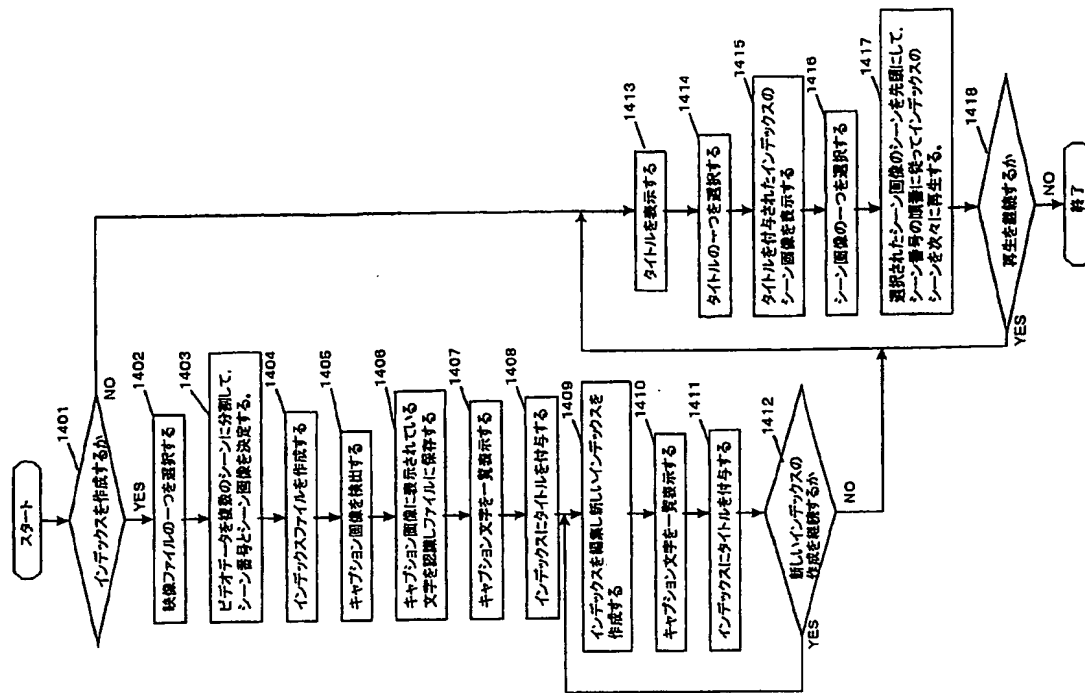 スタート
1401
インデックスを作成するか
NO
YES
1402
映像ファイルの一つを選択する
1403
ビデオデータを複数のシーンに分割して、
シーン番号とシーン画像を決定する。
1404
インデックスファイルを作成する
1405
キャプション画像を検出する
1406
キャプション画像に表示されている
文字を認識しファイルに保存する
1407
キャプション文字を一覧表示する
1408
インデックスにタイトルを付与する
1409
インデックスを編集し新しいインデックスを
作成する
1410
キャプション文字を一覧表示する
1411
インデックスにタイトルを付与する
1412
新しいインデックスの
作成を継続するか
YES
NO
1413
タイトルを表示する
1414
タイトルの一つを選択する
1415
タイトルを付与されたインデックスの
シーン画像を表示する
1416
シーン画像の一つを選択する
1417
選択されたシーン画像のシーンを先頭にして、
シーン番号の順番に従ってインデックスの
シーンを次々に再生する。
1418
再生を継続するか
YES
NO
終了